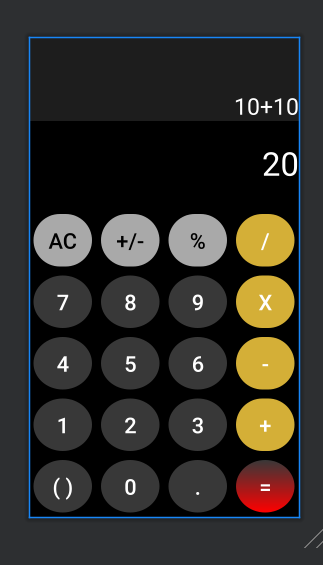 10+10
20
AC +/- % /
7 8 9 X
4 5 6 -
1 2 3 +
( ) 0 . =